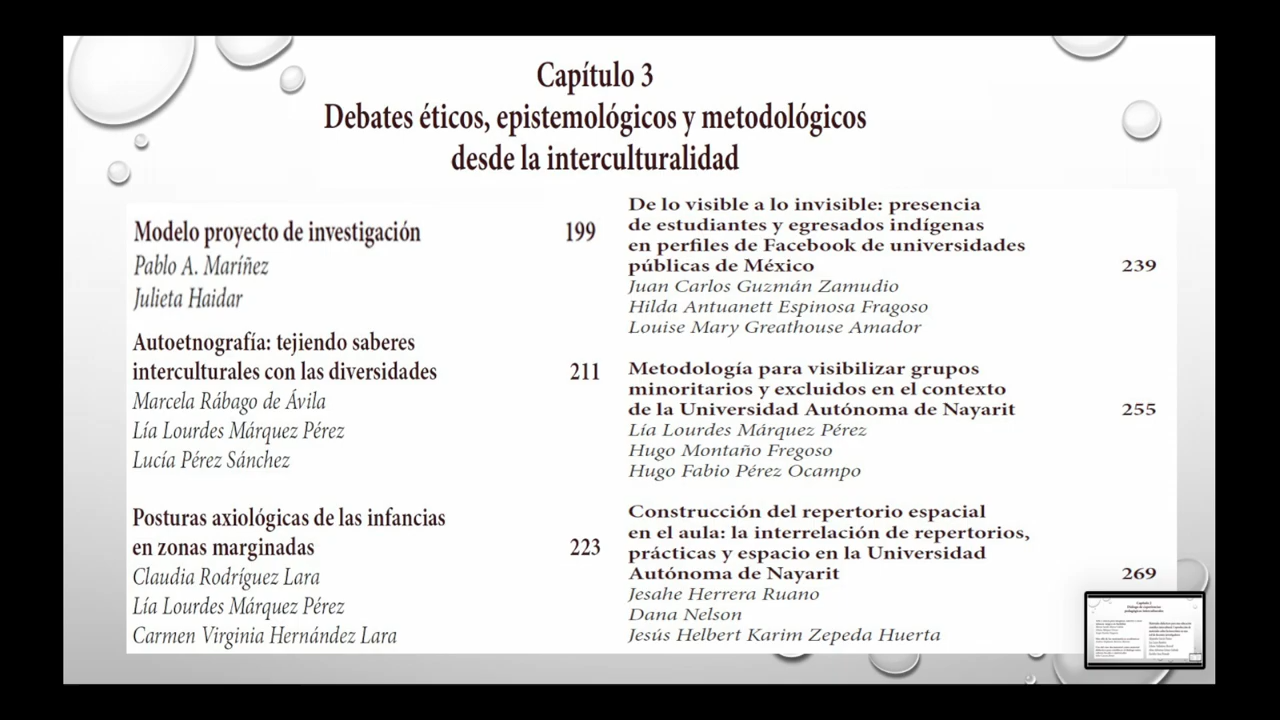 Capítulo 3
Debates éticos, epistemológicos y metodológicos
desde la interculturalidad
Modelo proyecto de investigación 199
Pablo A. Maríñez
Julieta Haidar
Autoetnografía: tejiendo saberes
interculturales con las diversidades 211
Marcela Rábago de Ávila
Lía Lourdes Márquez Pérez
Lucía Pérez Sánchez
Posturas axiológicas de las infancias
en zonas marginadas 223
Claudia Rodríguez Lara
Lía Lourdes Márquez Pérez
Carmen Virginia Hernández Lara
De lo visible a lo invisible: presencia
de estudiantes y egresados indígenas
en perfiles de Facebook de universidades
públicas de México 239
Juan Carlos Guzmán Zamudio
Hilda Antuanett Espinosa Fragoso
Louise Mary Greathouse Amador
Metodología para visibilizar grupos
minoritarios y excluidos en el contexto
de la Universidad Autónoma de Nayarit 255
Lía Lourdes Márquez Pérez
Hugo Montaño Fregoso
Hugo Fabio Pérez Ocampo
Construcción del repertorio espacial
en el aula: la interrelación de repertorios,
prácticas y espacio en la Universidad
Autónoma de Nayarit 269
Jesahe Herrera Ruano
Dana Nelson
Jesús Helbert Karim Zepeda Huerta